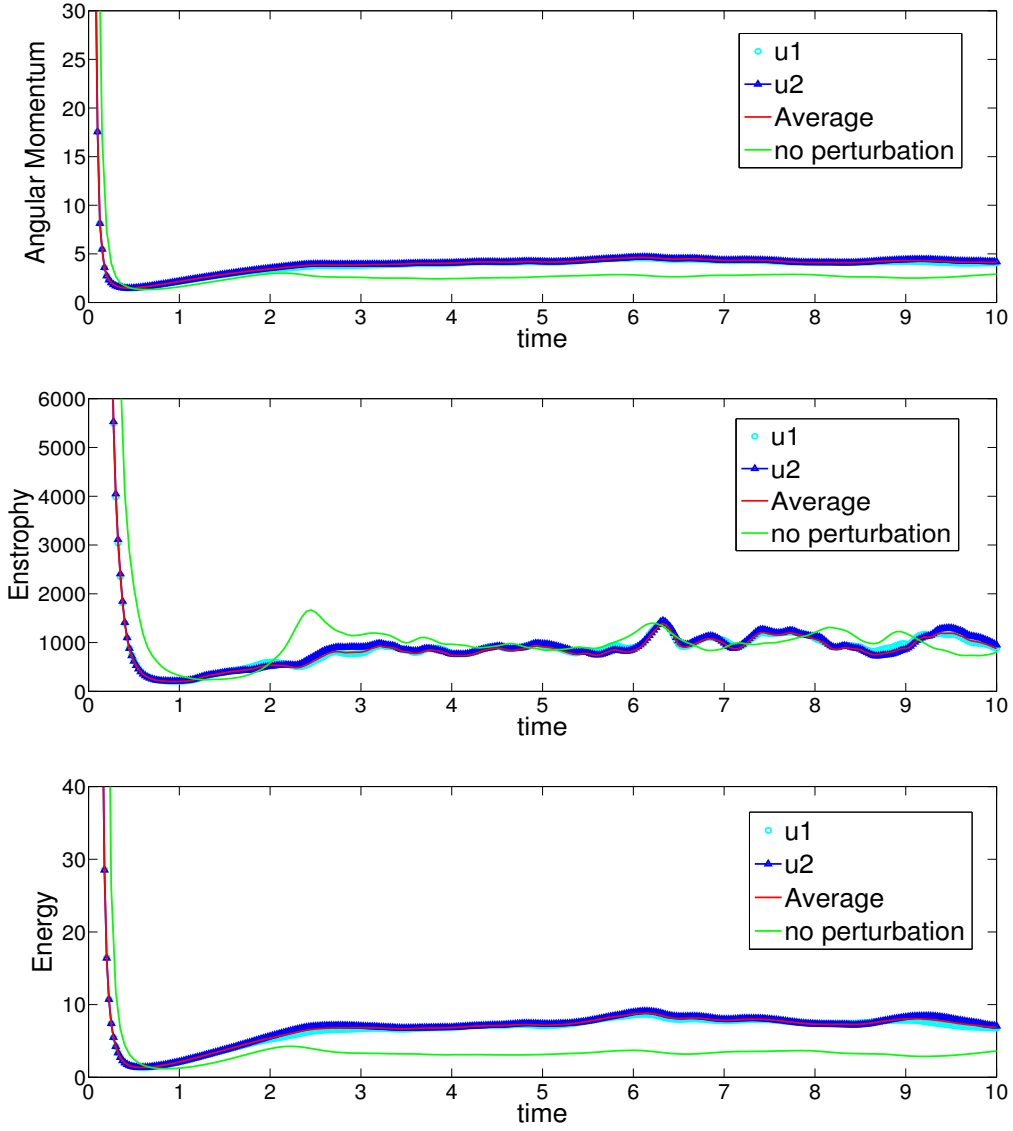 Angular Momentum
30
25
20
15
10
5
0
u1
u2
Average
no perturbation
0 1 2 3 4 5 6 7 8 9 10
time
Enstrophy
6000
5000
4000
3000
2000
1000
0
u1
u2
Average
no perturbation
0 1 2 3 4 5 6 7 8 9 10
time
Energy
40
30
20
10
0
u1
u2
Average
no perturbation
0 1 2 3 4 5 6 7 8 9 10
time